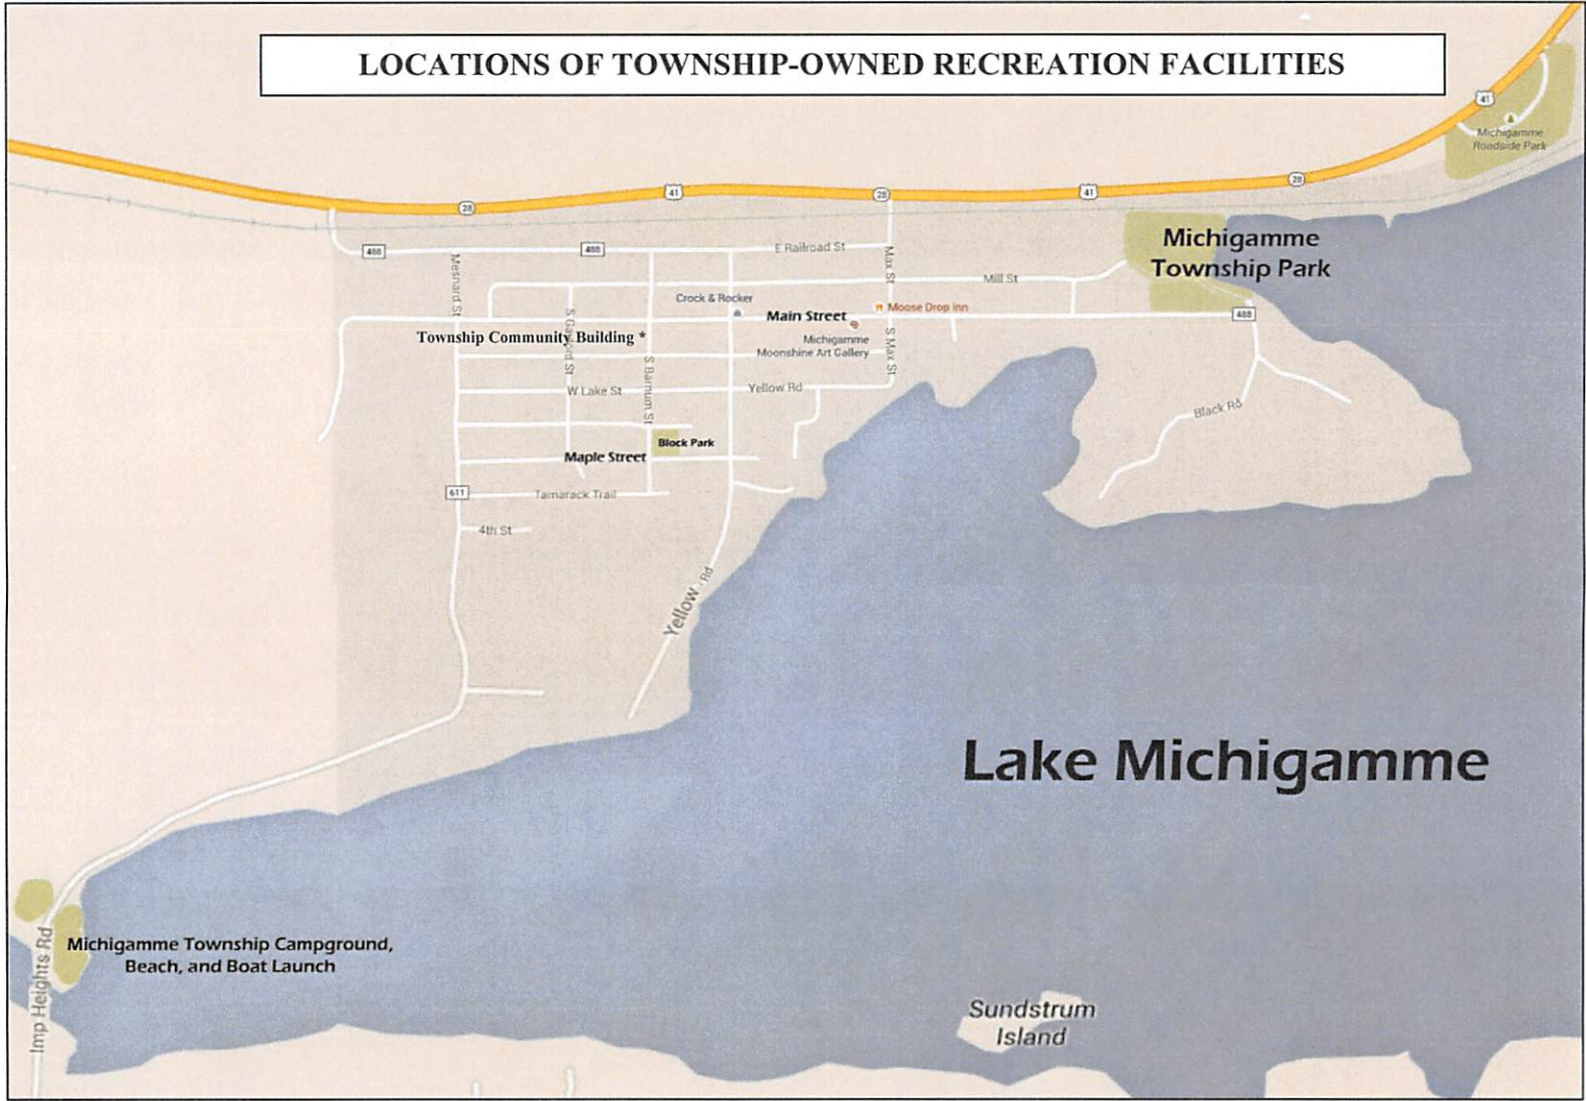 LOCATIONS OF TOWNSHIP-OWNED RECREATION FACILITIES
41
Michigamme
Roadside Park
28
41
28
41
28
488
488
E Railroad St
Michigamme
Township Park
Mesnard St
Max St
Mill St
Crock & Rocker
Main Street
Moose Drop Inn
488
Township Community Building *
S Gaylord St
Michigamme
Moonshine Art Gallery
S Max St
S Barnum St
W Lake St
Yellow Rd
Black Rd
Block Park
Maple Street
611
Tamarack Trail
4th St
Yellow Rd
Lake Michigamme
Michigamme Township Campground,
Beach, and Boat Launch
Imp Heights Rd
Sundstrum
Island